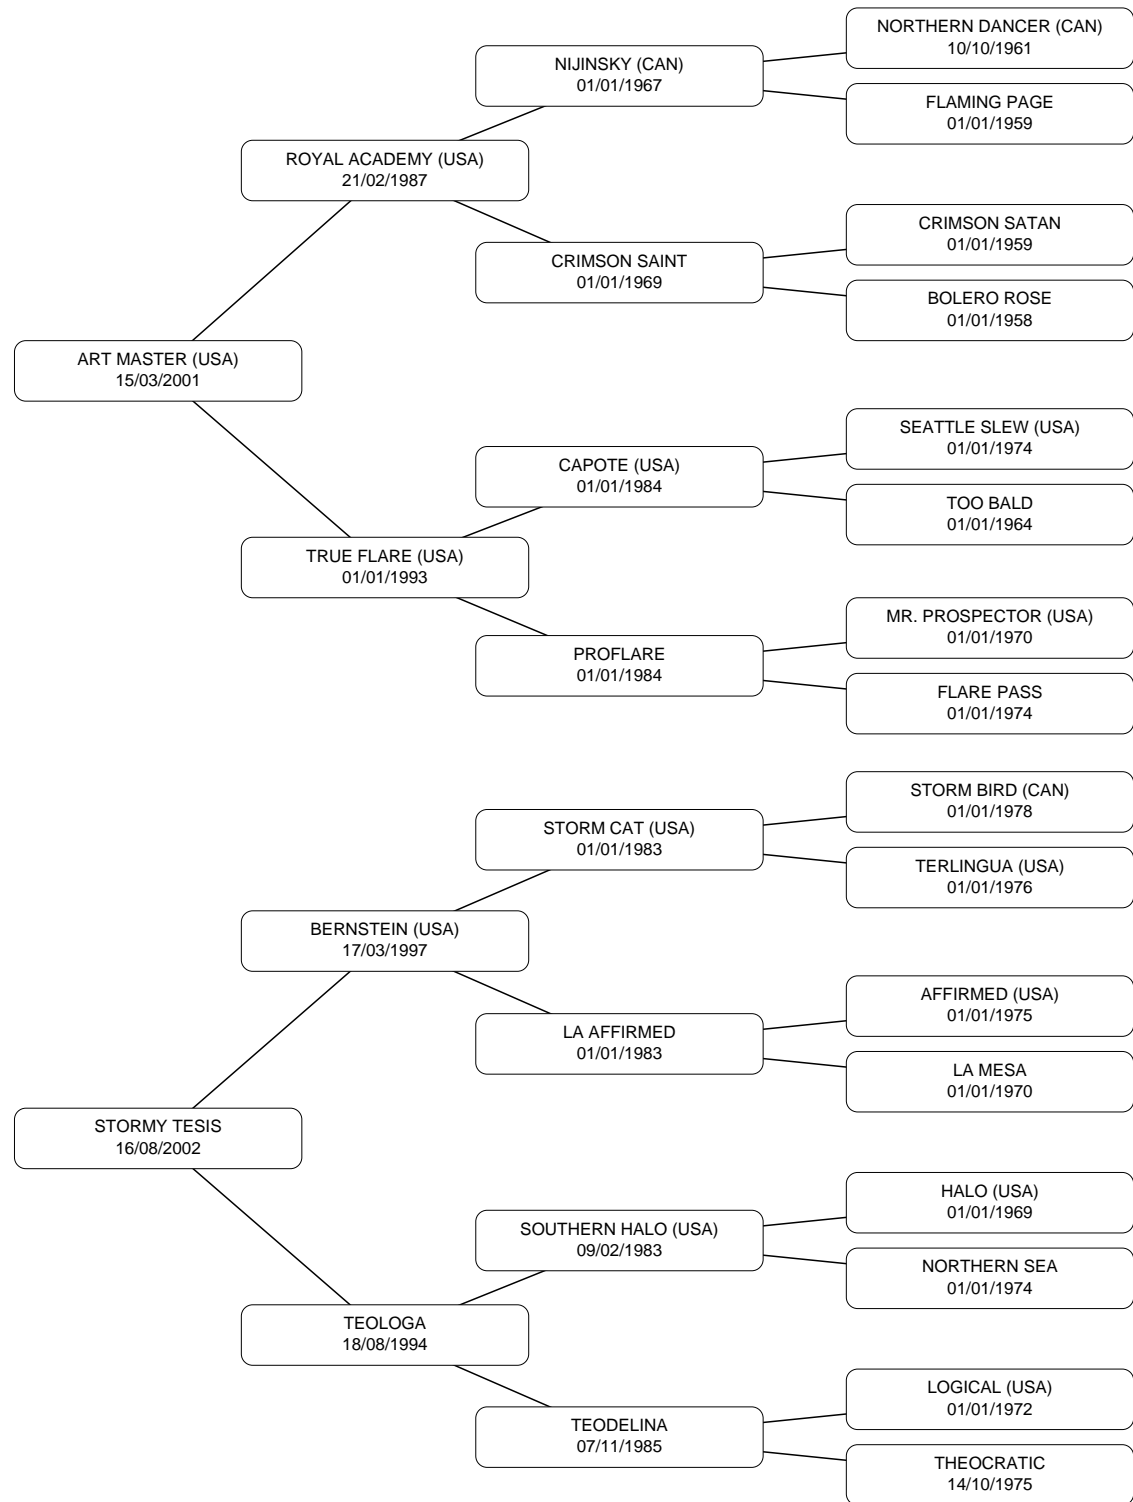 NORTHERN DANCER (CAN)
10/10/1961
NIJINSKY (CAN)
01/01/1967
FLAMING PAGE
01/01/1959
ROYAL ACADEMY (USA)
21/02/1987
CRIMSON SATAN
01/01/1959
CRIMSON SAINT
01/01/1969
BOLERO ROSE
01/01/1958
ART MASTER (USA)
15/03/2001
SEATTLE SLEW (USA)
01/01/1974
CAPOTE (USA)
01/01/1984
TOO BALD
01/01/1964
TRUE FLARE (USA)
01/01/1993
MR. PROSPECTOR (USA)
01/01/1970
PROFLARE
01/01/1984
FLARE PASS
01/01/1974
STORM BIRD (CAN)
01/01/1978
STORM CAT (USA)
01/01/1983
TERLINGUA (USA)
01/01/1976
BERNSTEIN (USA)
17/03/1997
AFFIRMED (USA)
01/01/1975
LA AFFIRMED
01/01/1983
LA MESA
01/01/1970
STORMY TESIS
16/08/2002
HALO (USA)
01/01/1969
SOUTHERN HALO (USA)
09/02/1983
NORTHERN SEA
01/01/1974
TEOLOGA
18/08/1994
LOGICAL (USA)
01/01/1972
TEODELINA
07/11/1985
THEOCRATIC
14/10/1975